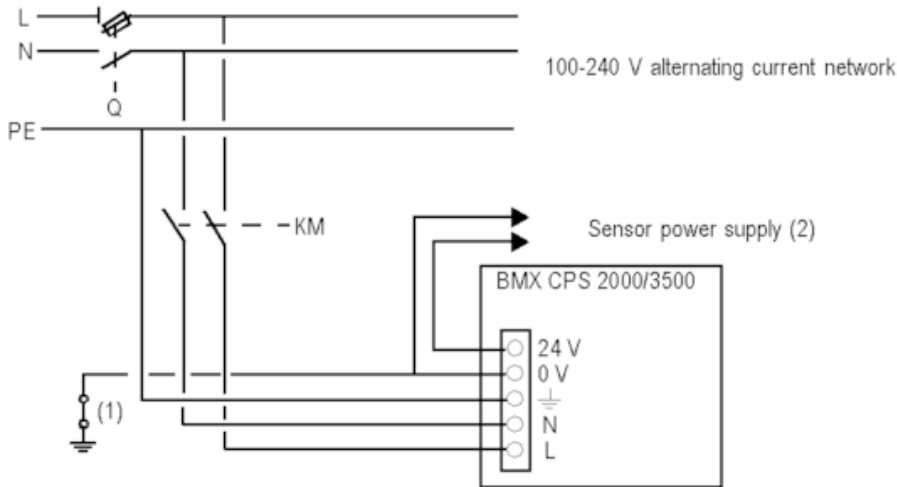 L
N
100-240 V alternating current network
Q
PE
KM
Sensor power supply (2)
BMX CPS 2000/3500
24 V
0 V
(1)
N
L